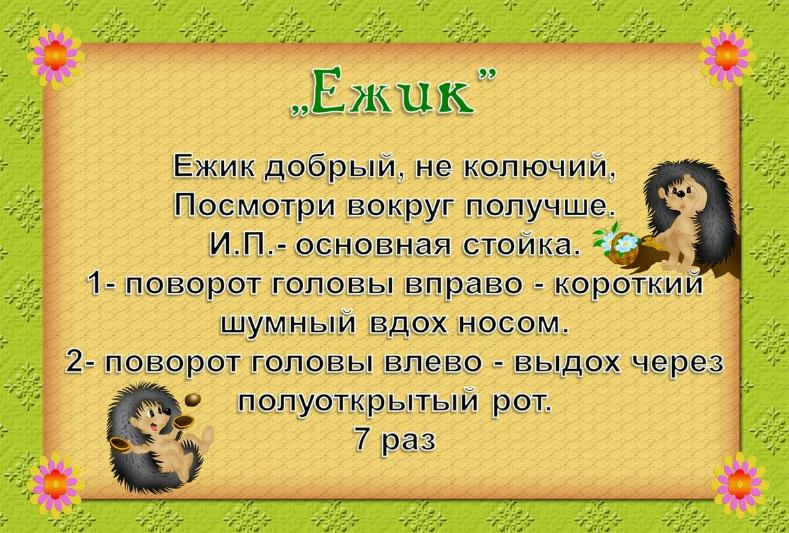 „Ежик”
Ежик добрый, не колючий,
Посмотри вокруг получше.
И.П.- основная стойка.
1- поворот головы вправо - короткий
шумный вдох носом.
2- поворот головы влево - выдох через
полуоткрытый рот.
7 раз